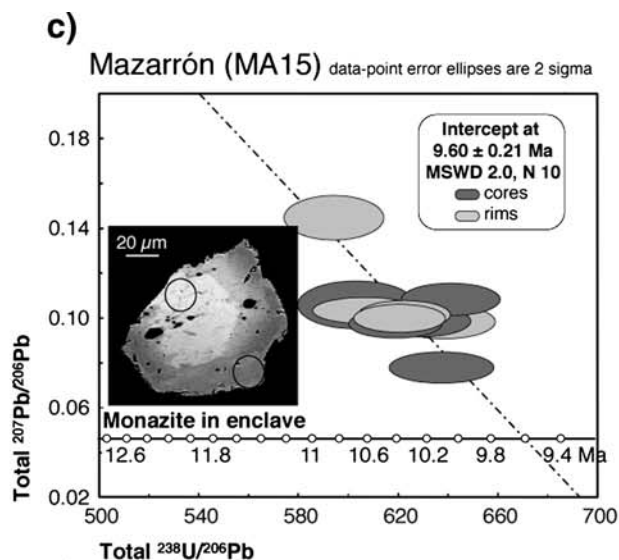 c)
Mazarrón (MA15) data-point error ellipses are 2 sigma
0.18
0.14
0.10
0.06
0.02
Total ²⁰⁷Pb/²⁰⁶Pb
Intercept at
9.60 ± 0.21 Ma
MSWD 2.0, N 10
cores
rims
20 µm
Monazite in enclave
12.6 11.8 11 10.6 10.2 9.8 9.4 Ma
500 540 580 620 660 700
Total ²³⁸U/²⁰⁶Pb